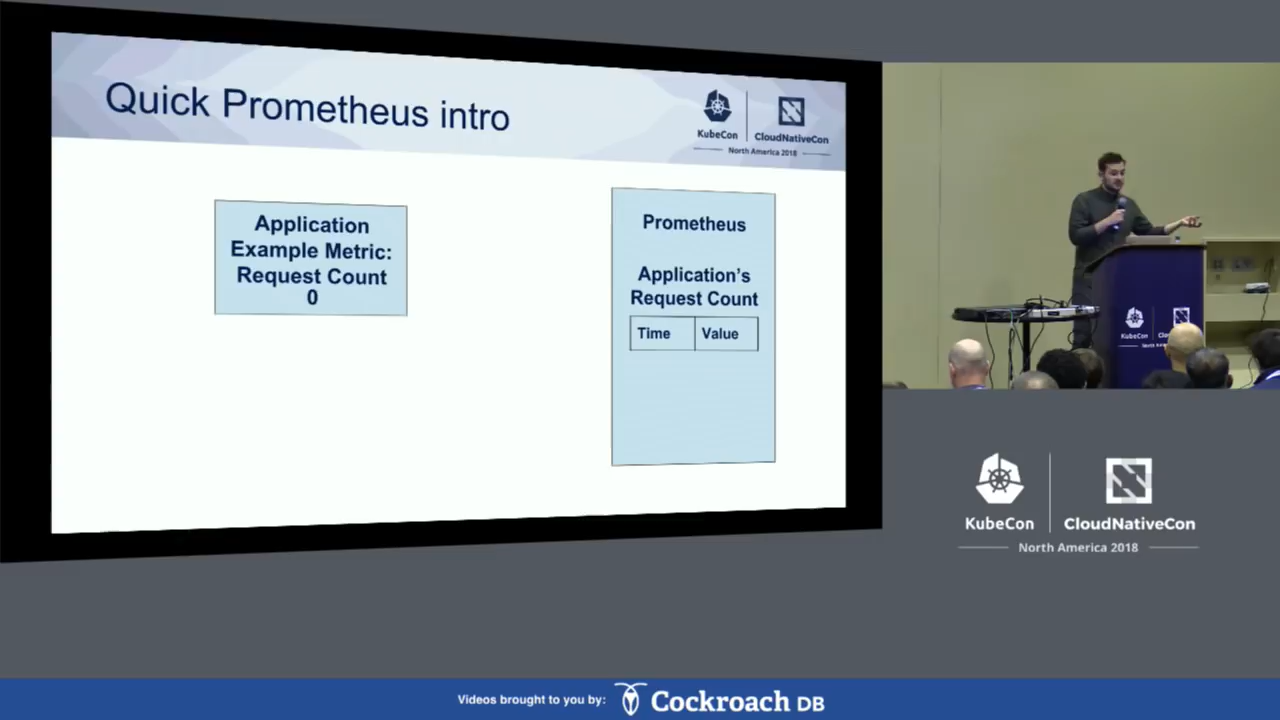 Quick Prometheus intro
KubeCon
CloudNativeCon
North America 2018
Application
Example Metric:
Request Count
0
Prometheus
Application's
Request Count
Time
Value
KubeCon
KubeCon
CloudNativeCon
North America 2018
Videos brought to you by:
Cockroach DB